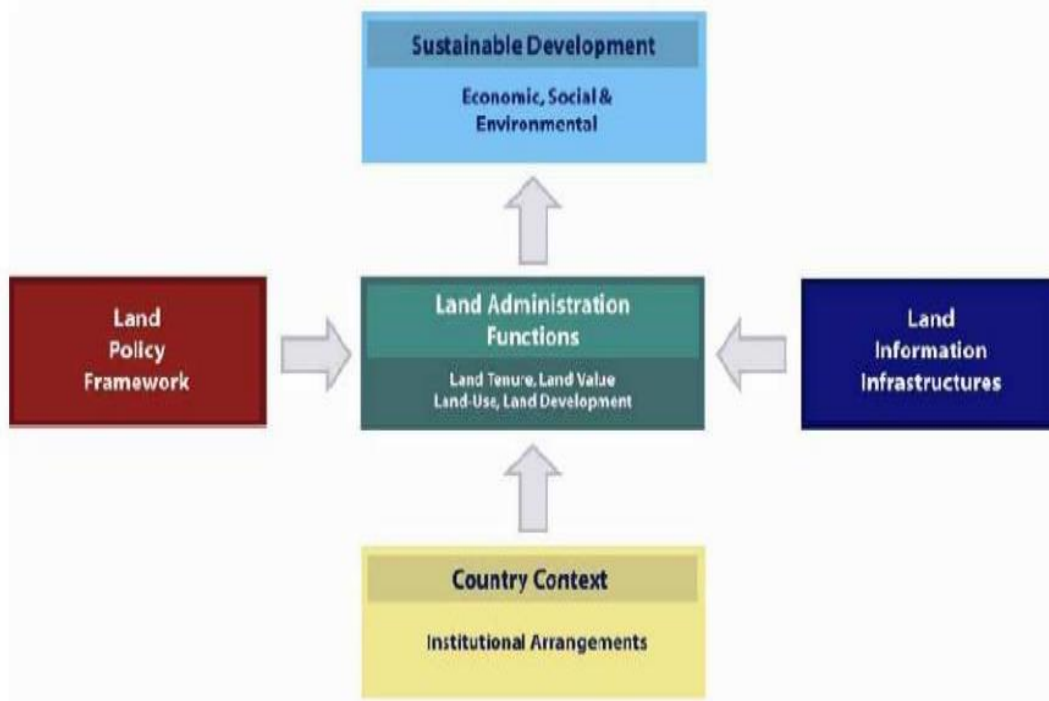 Sustainable Development
Economic, Social &
Environmental
Land
Policy
Framework
Land Administration
Functions
Land Tenure, Land Value
Land-Use, Land Development
Land
Information
Infrastructures
Country Context
Institutional Arrangements